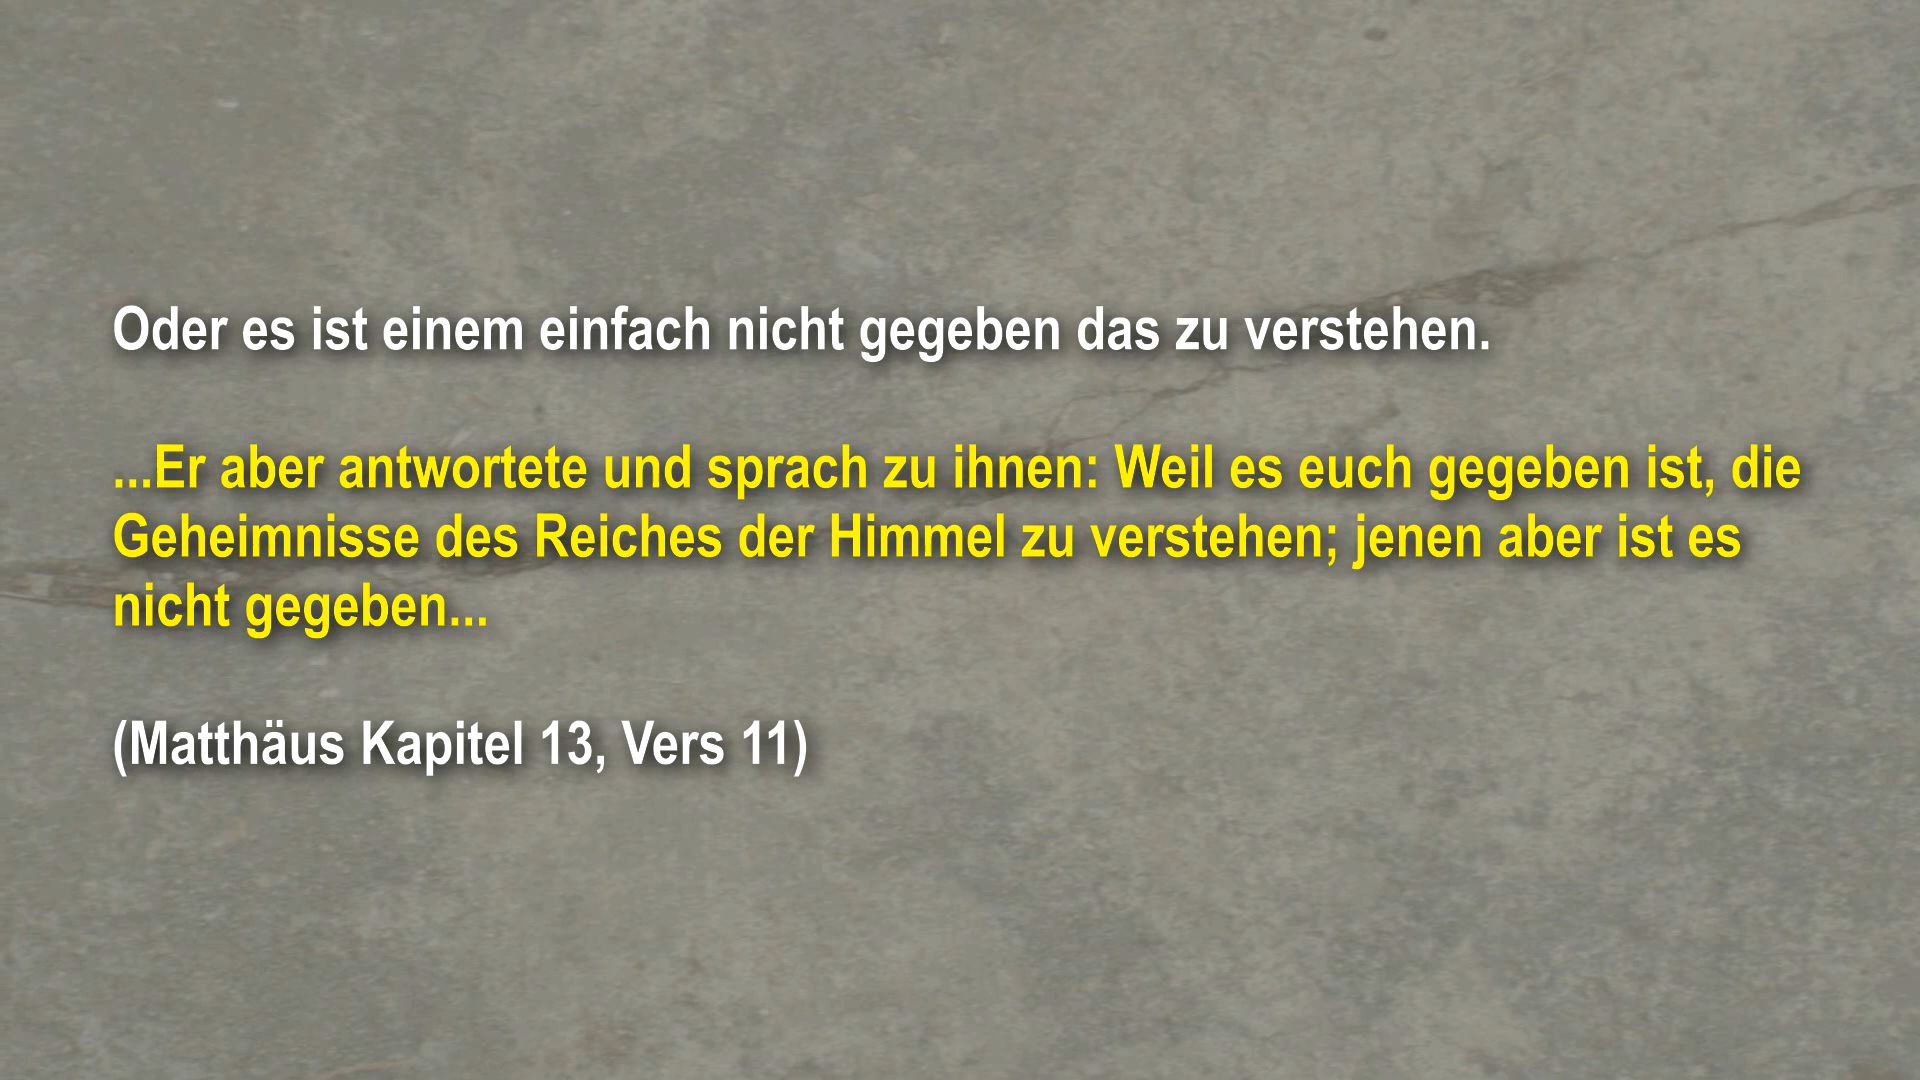 Oder es ist einem einfach nicht gegeben das zu verstehen.
...Er aber antwortete und sprach zu ihnen: Weil es euch gegeben ist, die
Geheimnisse des Reiches der Himmel zu verstehen; jenen aber ist es
nicht gegeben...
(Matthäus Kapitel 13, Vers 11)